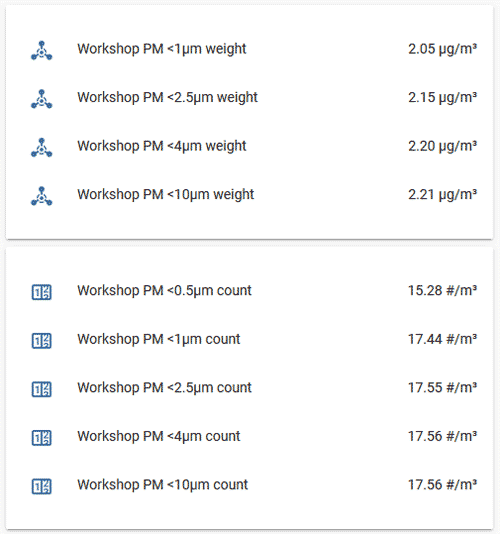 Workshop PM <1µm weight 2.05 µg/m³
Workshop PM <2.5µm weight 2.15 µg/m³
Workshop PM <4µm weight 2.20 µg/m³
Workshop PM <10µm weight 2.21 µg/m³
Workshop PM <0.5µm count 15.28 #/m³
Workshop PM <1µm count 17.44 #/m³
Workshop PM <2.5µm count 17.55 #/m³
Workshop PM <4µm count 17.56 #/m³
Workshop PM <10µm count 17.56 #/m³